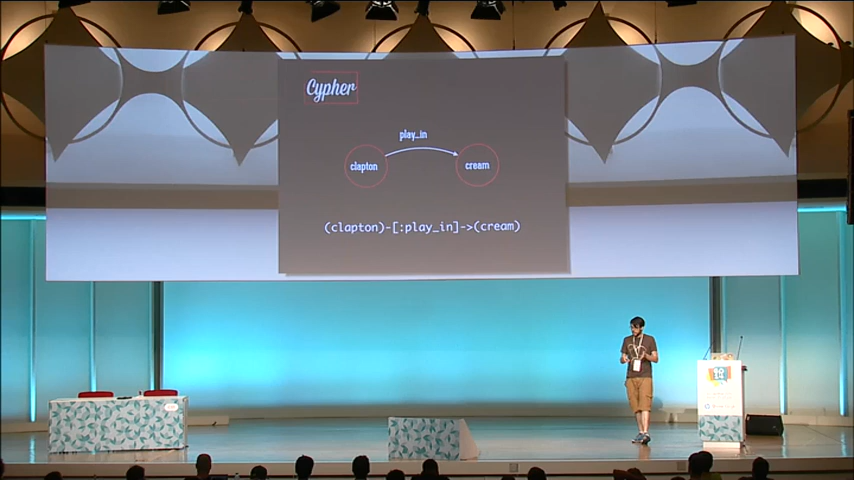 Cypher
play_in
clapton
cream
(clapton)-[:play_in]->(cream)